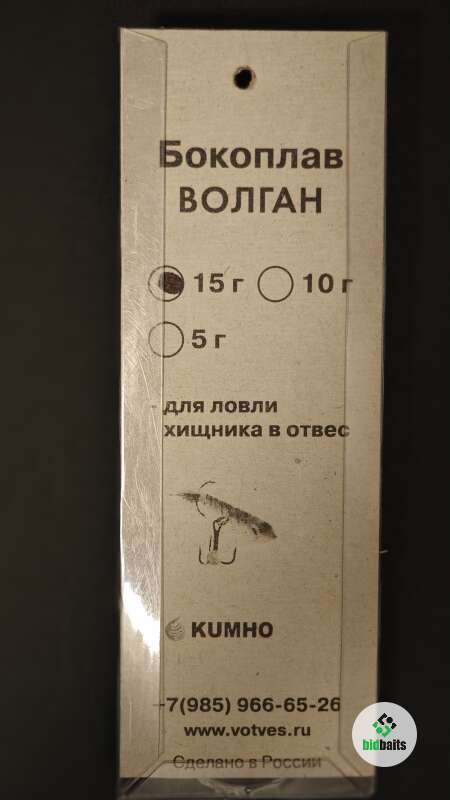 Бокоплав
ВОЛГАН
15 г 10 г
5 г
для ловли
хищника в отвес
KUMHO
+7(985) 966-65-26
www.votves.ru
Сделано в России
bidbaits